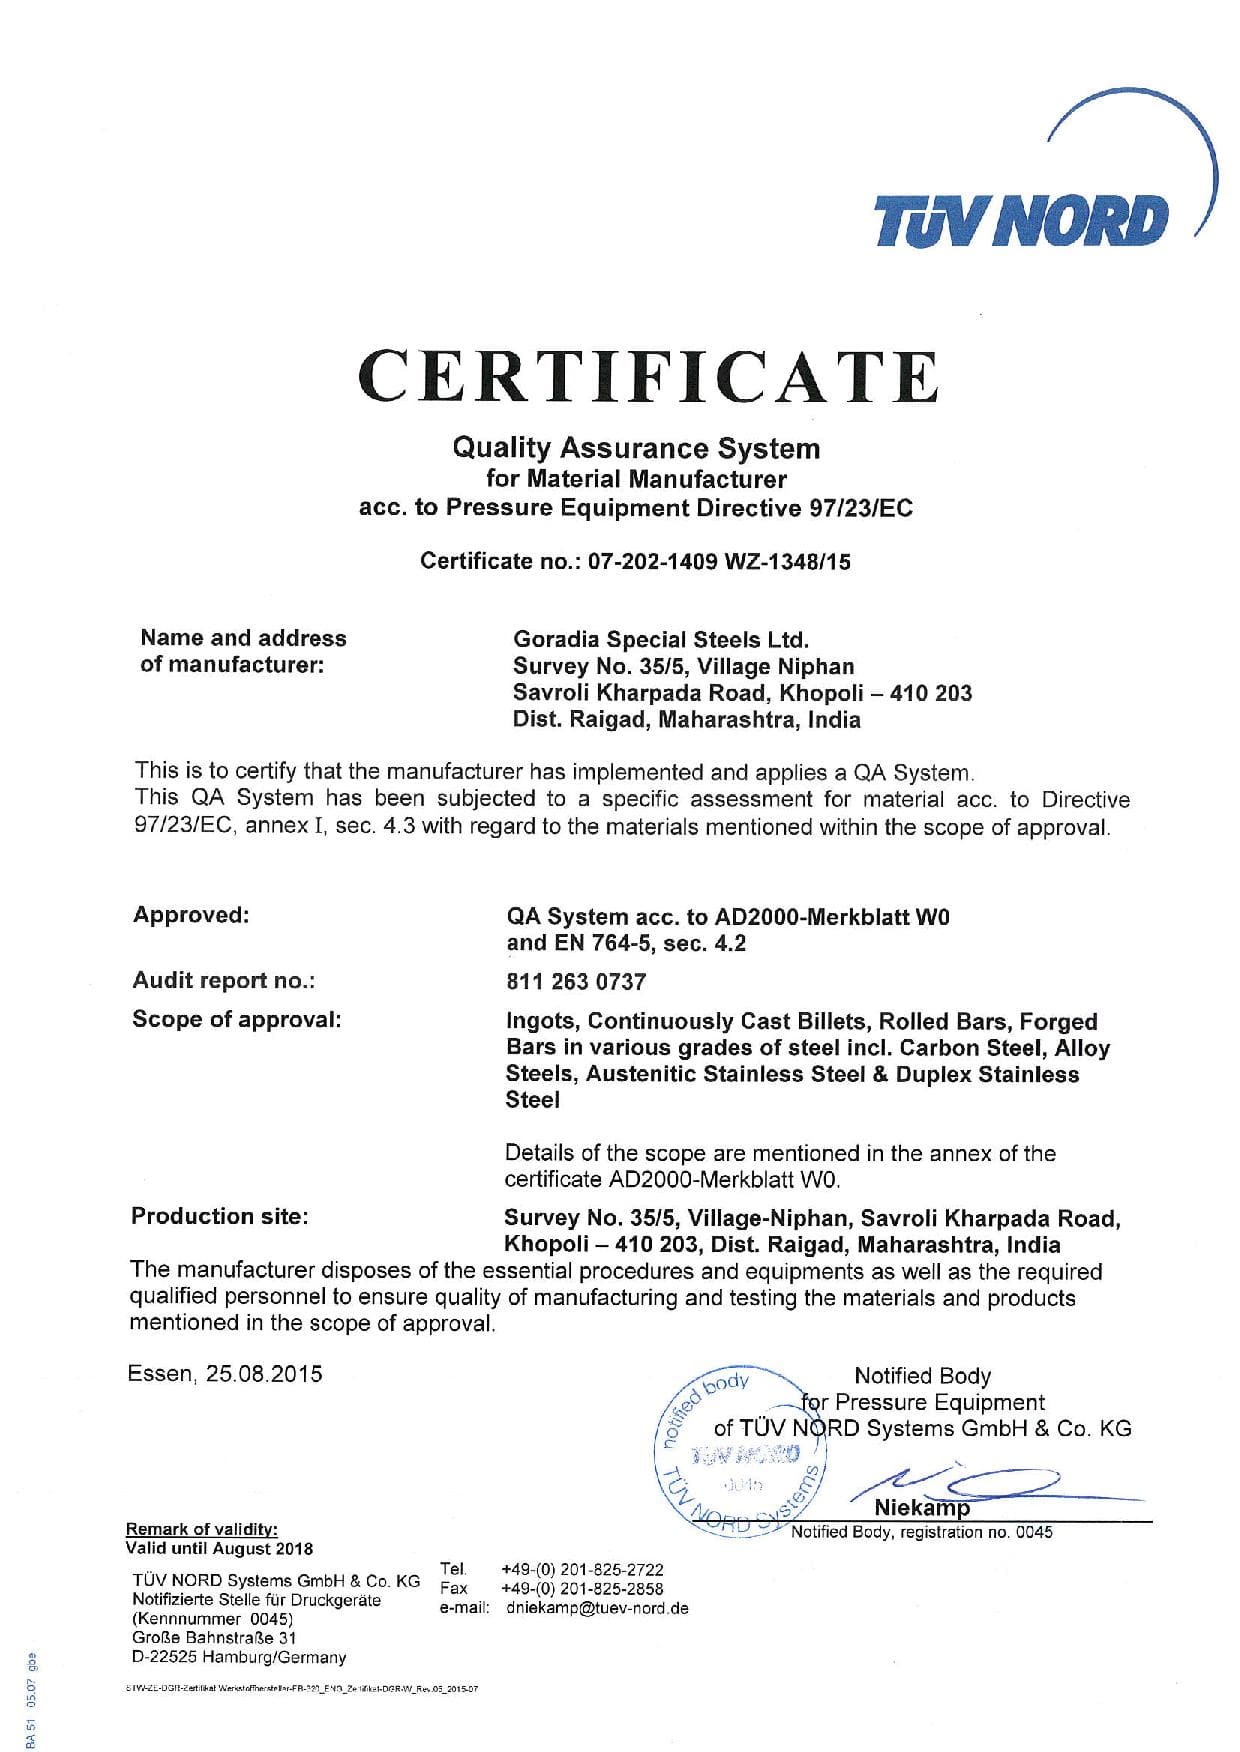 TÜV NORD
CERTIFICATE
Quality Assurance System
for Material Manufacturer
acc. to Pressure Equipment Directive 97/23/EC
Certificate no.: 07-202-1409 WZ-1348/15
Name and address
of manufacturer:
Goradia Special Steels Ltd.
Survey No. 35/5, Village Niphan
Savroli Kharpada Road, Khopoli – 410 203
Dist. Raigad, Maharashtra, India
This is to certify that the manufacturer has implemented and applies a QA System.
This QA System has been subjected to a specific assessment for material acc. to Directive
97/23/EC, annex I, sec. 4.3 with regard to the materials mentioned within the scope of approval.
Approved:
QA System acc. to AD2000-Merkblatt W0
and EN 764-5, sec. 4.2
Audit report no.:
811 263 0737
Scope of approval:
Ingots, Continuously Cast Billets, Rolled Bars, Forged
Bars in various grades of steel incl. Carbon Steel, Alloy
Steels, Austenitic Stainless Steel & Duplex Stainless
Steel
Details of the scope are mentioned in the annex of the
certificate AD2000-Merkblatt W0.
Production site:
Survey No. 35/5, Village-Niphan, Savroli Kharpada Road,
Khopoli – 410 203, Dist. Raigad, Maharashtra, India
The manufacturer disposes of the essential procedures and equipments as well as the required
qualified personnel to ensure quality of manufacturing and testing the materials and products
mentioned in the scope of approval.
Essen, 25.08.2015
Notified Body
for Pressure Equipment
of TÜV NORD Systems GmbH & Co. KG
notified body
TÜV NORD
0045
TÜV NORD Systems
Niekamp
Notified Body, registration no. 0045
Remark of validity:
Valid until August 2018
TÜV NORD Systems GmbH & Co. KG
Notifizierte Stelle für Druckgeräte
(Kennnummer 0045)
Große Bahnstraße 31
D-22525 Hamburg/Germany
Tel. +49-(0) 201-825-2722
Fax +49-(0) 201-825-2858
e-mail: dniekamp@tuev-nord.de
STW-ZE-DGR-Zertifikat Werkstoffhersteller-FB-320_ENG_Zertifikat-DGR-W_Rev.05_2015-07
BA 51 05.07 gbe